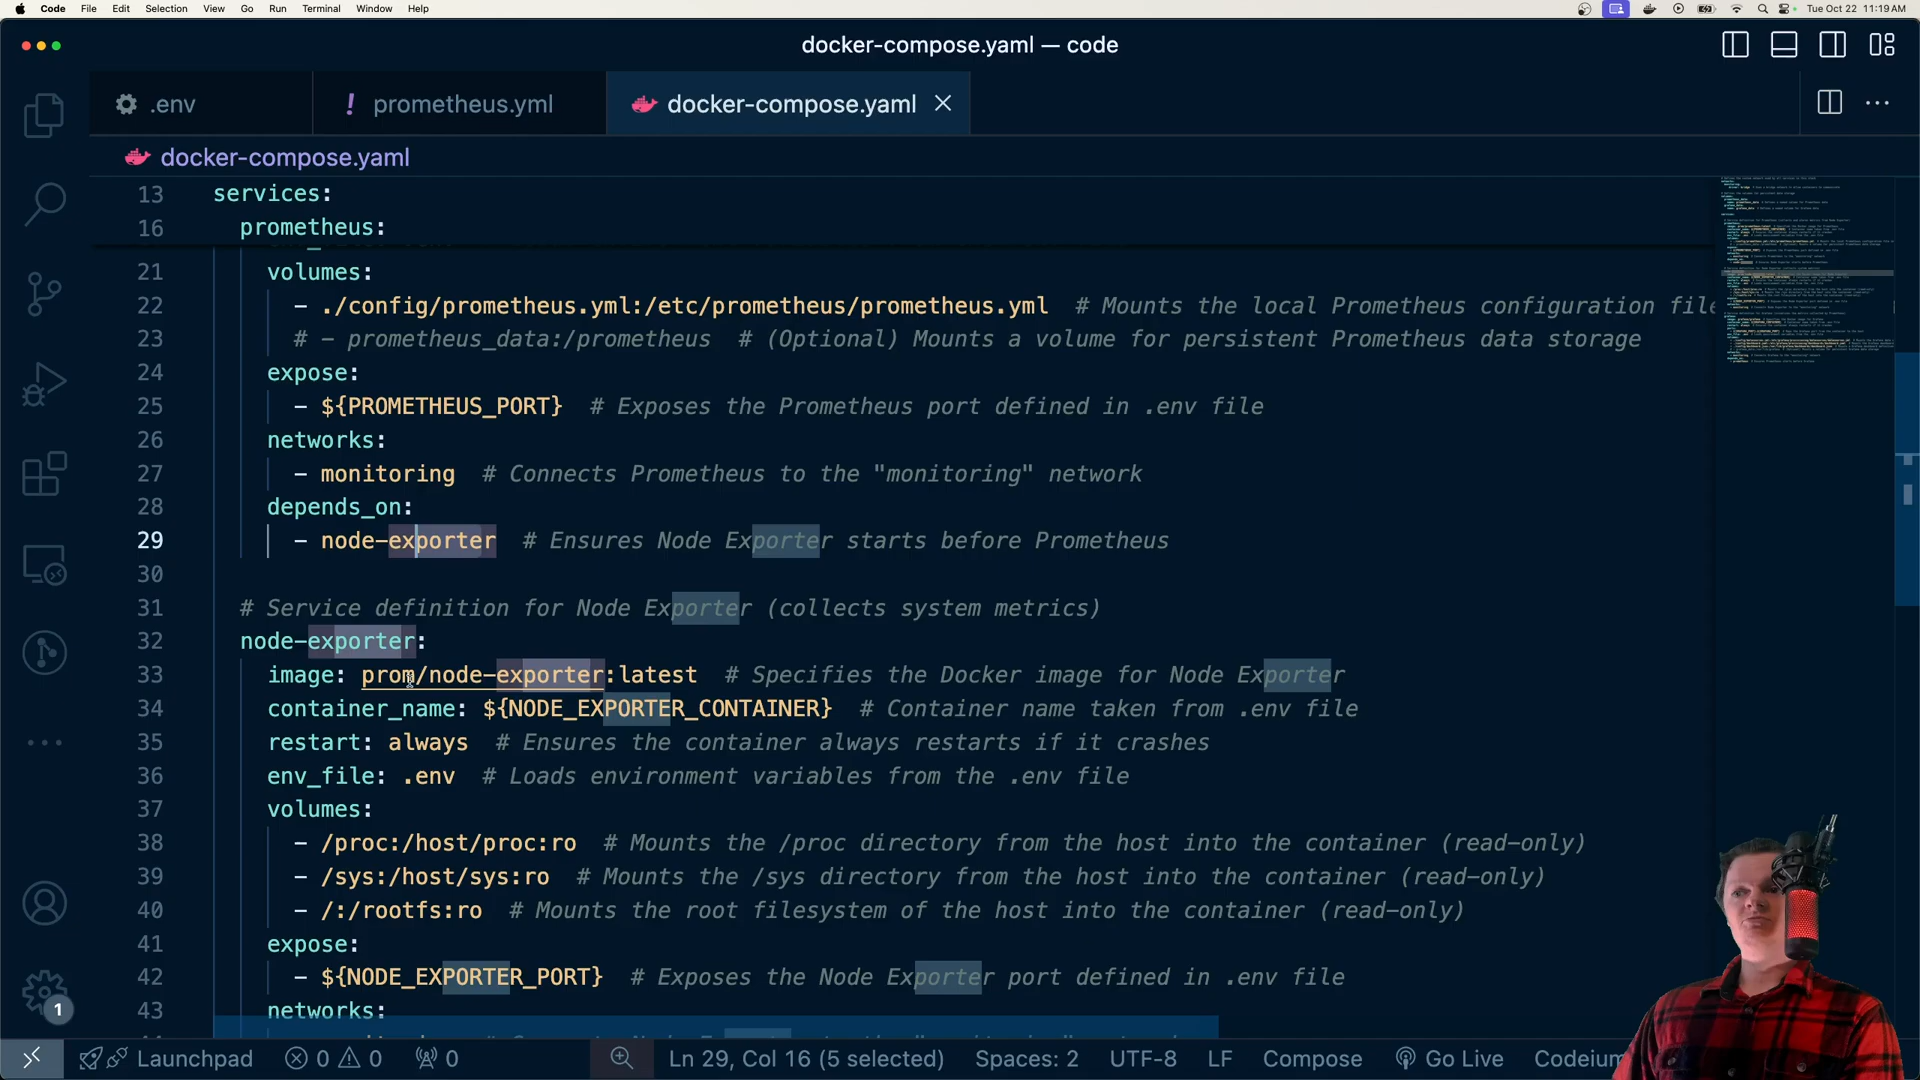 Code File Edit Selection View Go Run Terminal Window Help Tue Oct 22 11:19 AM
docker-compose.yaml — code
.env prometheus.yml docker-compose.yaml
docker-compose.yaml
13 services:
16 prometheus:
21 volumes:
22 - ./config/prometheus.yml:/etc/prometheus/prometheus.yml # Mounts the local Prometheus configuration file
23 # - prometheus_data:/prometheus # (Optional) Mounts a volume for persistent Prometheus data storage
24 expose:
25 - ${PROMETHEUS_PORT} # Exposes the Prometheus port defined in .env file
26 networks:
27 - monitoring # Connects Prometheus to the "monitoring" network
28 depends_on:
29 - node-exporter # Ensures Node Exporter starts before Prometheus
30
31 # Service definition for Node Exporter (collects system metrics)
32 node-exporter:
33 image: prom/node-exporter:latest # Specifies the Docker image for Node Exporter
34 container_name: ${NODE_EXPORTER_CONTAINER} # Container name taken from .env file
35 restart: always # Ensures the container always restarts if it crashes
36 env_file: .env # Loads environment variables from the .env file
37 volumes:
38 - /proc:/host/proc:ro # Mounts the /proc directory from the host into the container (read-only)
39 - /sys:/host/sys:ro # Mounts the /sys directory from the host into the container (read-only)
40 - /:/rootfs:ro # Mounts the root filesystem of the host into the container (read-only)
41 expose:
42 - ${NODE_EXPORTER_PORT} # Exposes the Node Exporter port defined in .env file
43 networks:
1
Launchpad 0 0 0 Ln 29, Col 16 (5 selected) Spaces: 2 UTF-8 LF Compose Go Live Codeium